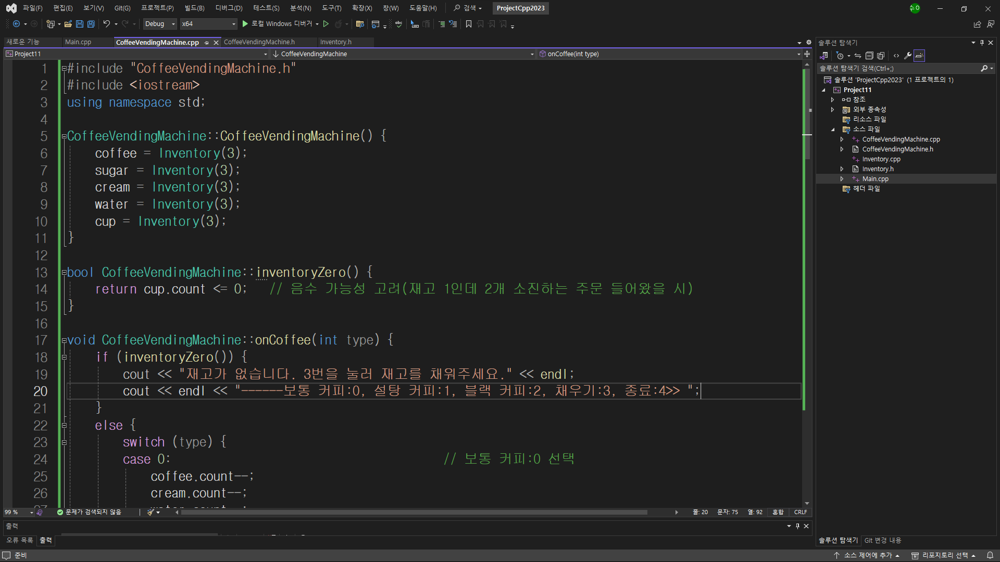 파일(F) 편집(E) 보기(V) Git(G) 프로젝트(P) 빌드(B) 디버그(D) 테스트(S) 분석(N) 도구(T) 확장(X) 창(W) 도움말(H) 검색 ProjectCpp2023 순0
Debug x64 로컬 Windows 디버거
새로운 기능 Main.cpp CoffeeVendingMachine.cpp CoffeeVendingMachine.h Inventory.h
Project11 CoffeeVendingMachine onCoffee(int type)
1 #include "CoffeeVendingMachine.h"
2 #include <iostream>
3 using namespace std;
4
5 CoffeeVendingMachine::CoffeeVendingMachine() {
6 coffee = Inventory(3);
7 sugar = Inventory(3);
8 cream = Inventory(3);
9 water = Inventory(3);
10 cup = Inventory(3);
11 }
12
13 bool CoffeeVendingMachine::inventoryZero() {
14 return cup.count <= 0; // 음수 가능성 고려(재고 1인데 2개 소진하는 주문 들어왔을 시)
15 }
16
17 void CoffeeVendingMachine::onCoffee(int type) {
18 if (inventoryZero()) {
19 cout << "재고가 없습니다. 3번을 눌러 재고를 채워주세요." << endl;
20 cout << endl << "------보통 커피:0, 설탕 커피:1, 블랙 커피:2, 채우기:3, 종료:4>> ";
21 }
22 else {
23 switch (type) {
24 case 0: // 보통 커피:0 선택
25 coffee.count--;
26 cream.count--;
99 % 문제가 검색되지 않음 줄: 20 문자: 75 열: 92 혼합 CRLF
출력
오류 목록 출력
준비
솔루션 탐색기
솔루션 탐색기 검색(Ctrl+;)
솔루션 'ProjectCpp2023' (1 프로젝트의 1)
Project11
참조
외부 종속성
리소스 파일
소스 파일
CoffeeVendingMachine.cpp
CoffeeVendingMachine.h
Inventory.cpp
Inventory.h
Main.cpp
헤더 파일
솔루션 탐색기 Git 변경 내용
소스 제어에 추가 리포지토리 선택